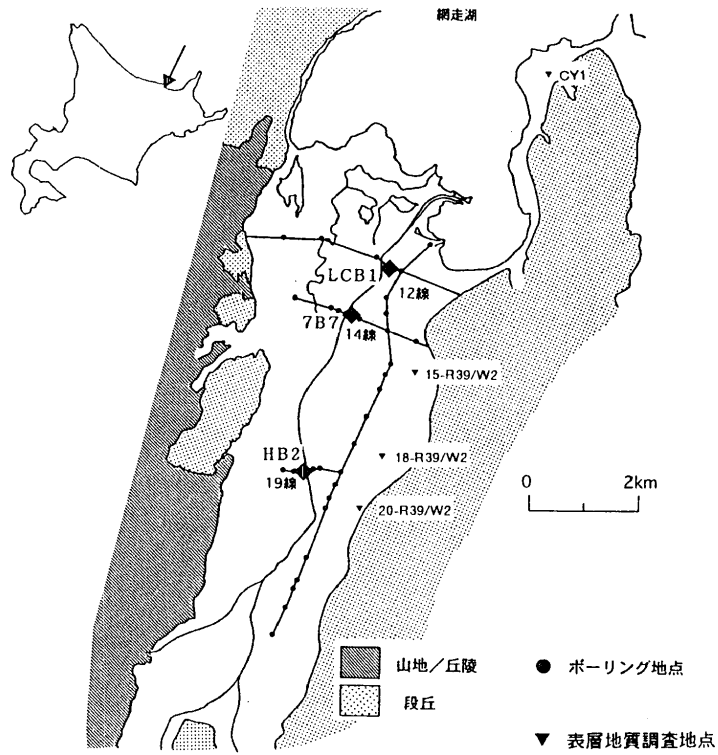 網走湖
CY1
LCB1
12線
7B7
14線
15-R39/W2
HB2
18-R39/W2
19線
20-R39/W2
0 2km
山地/丘陵
ボーリング地点
段丘
表層地質調査地点